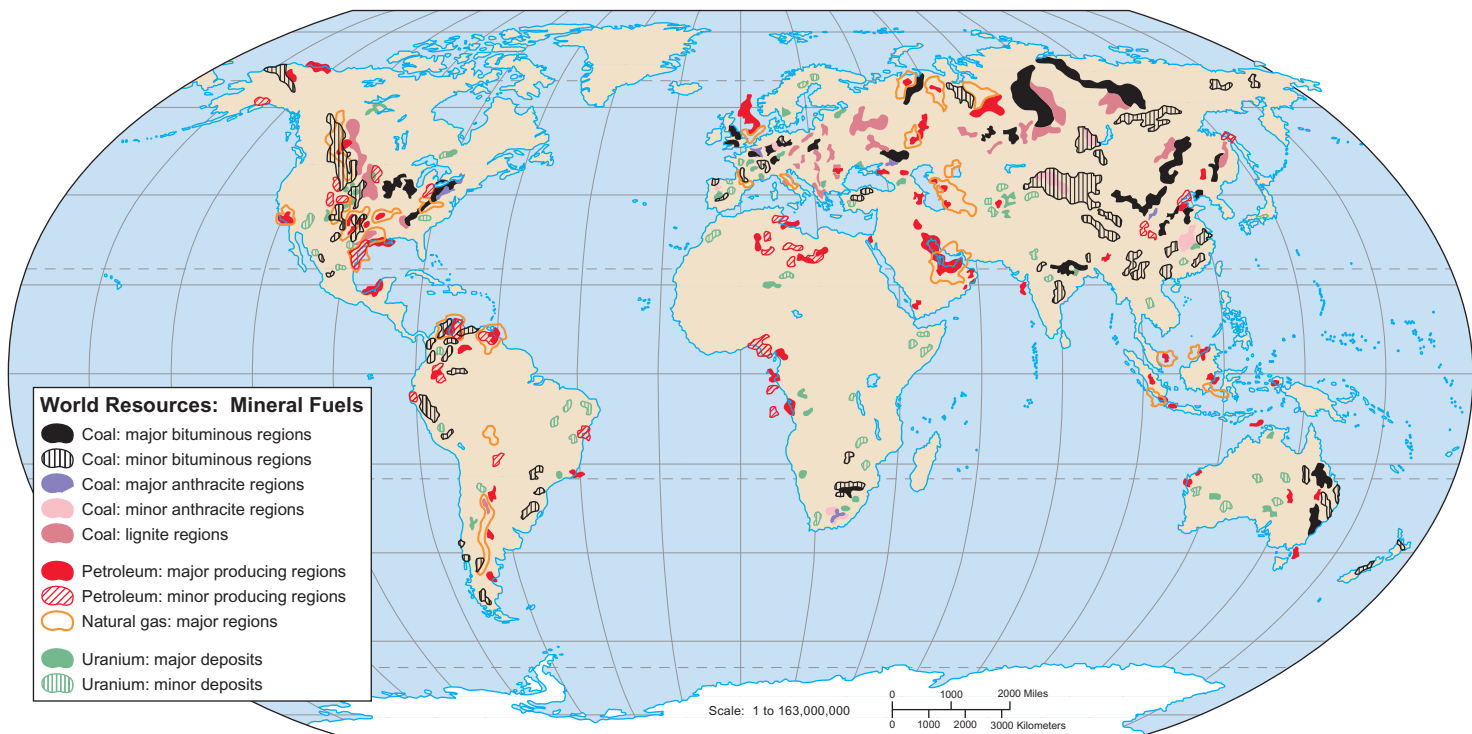 World Resources: Mineral Fuels
Coal: major bituminous regions
Coal: minor bituminous regions
Coal: major anthracite regions
Coal: minor anthracite regions
Coal: lignite regions
Petroleum: major producing regions
Petroleum: minor producing regions
Natural gas: major regions
Uranium: major deposits
Uranium: minor deposits
Scale: 1 to 163,000,000
0 1000 2000 Miles
0 1000 2000 3000 Kilometers